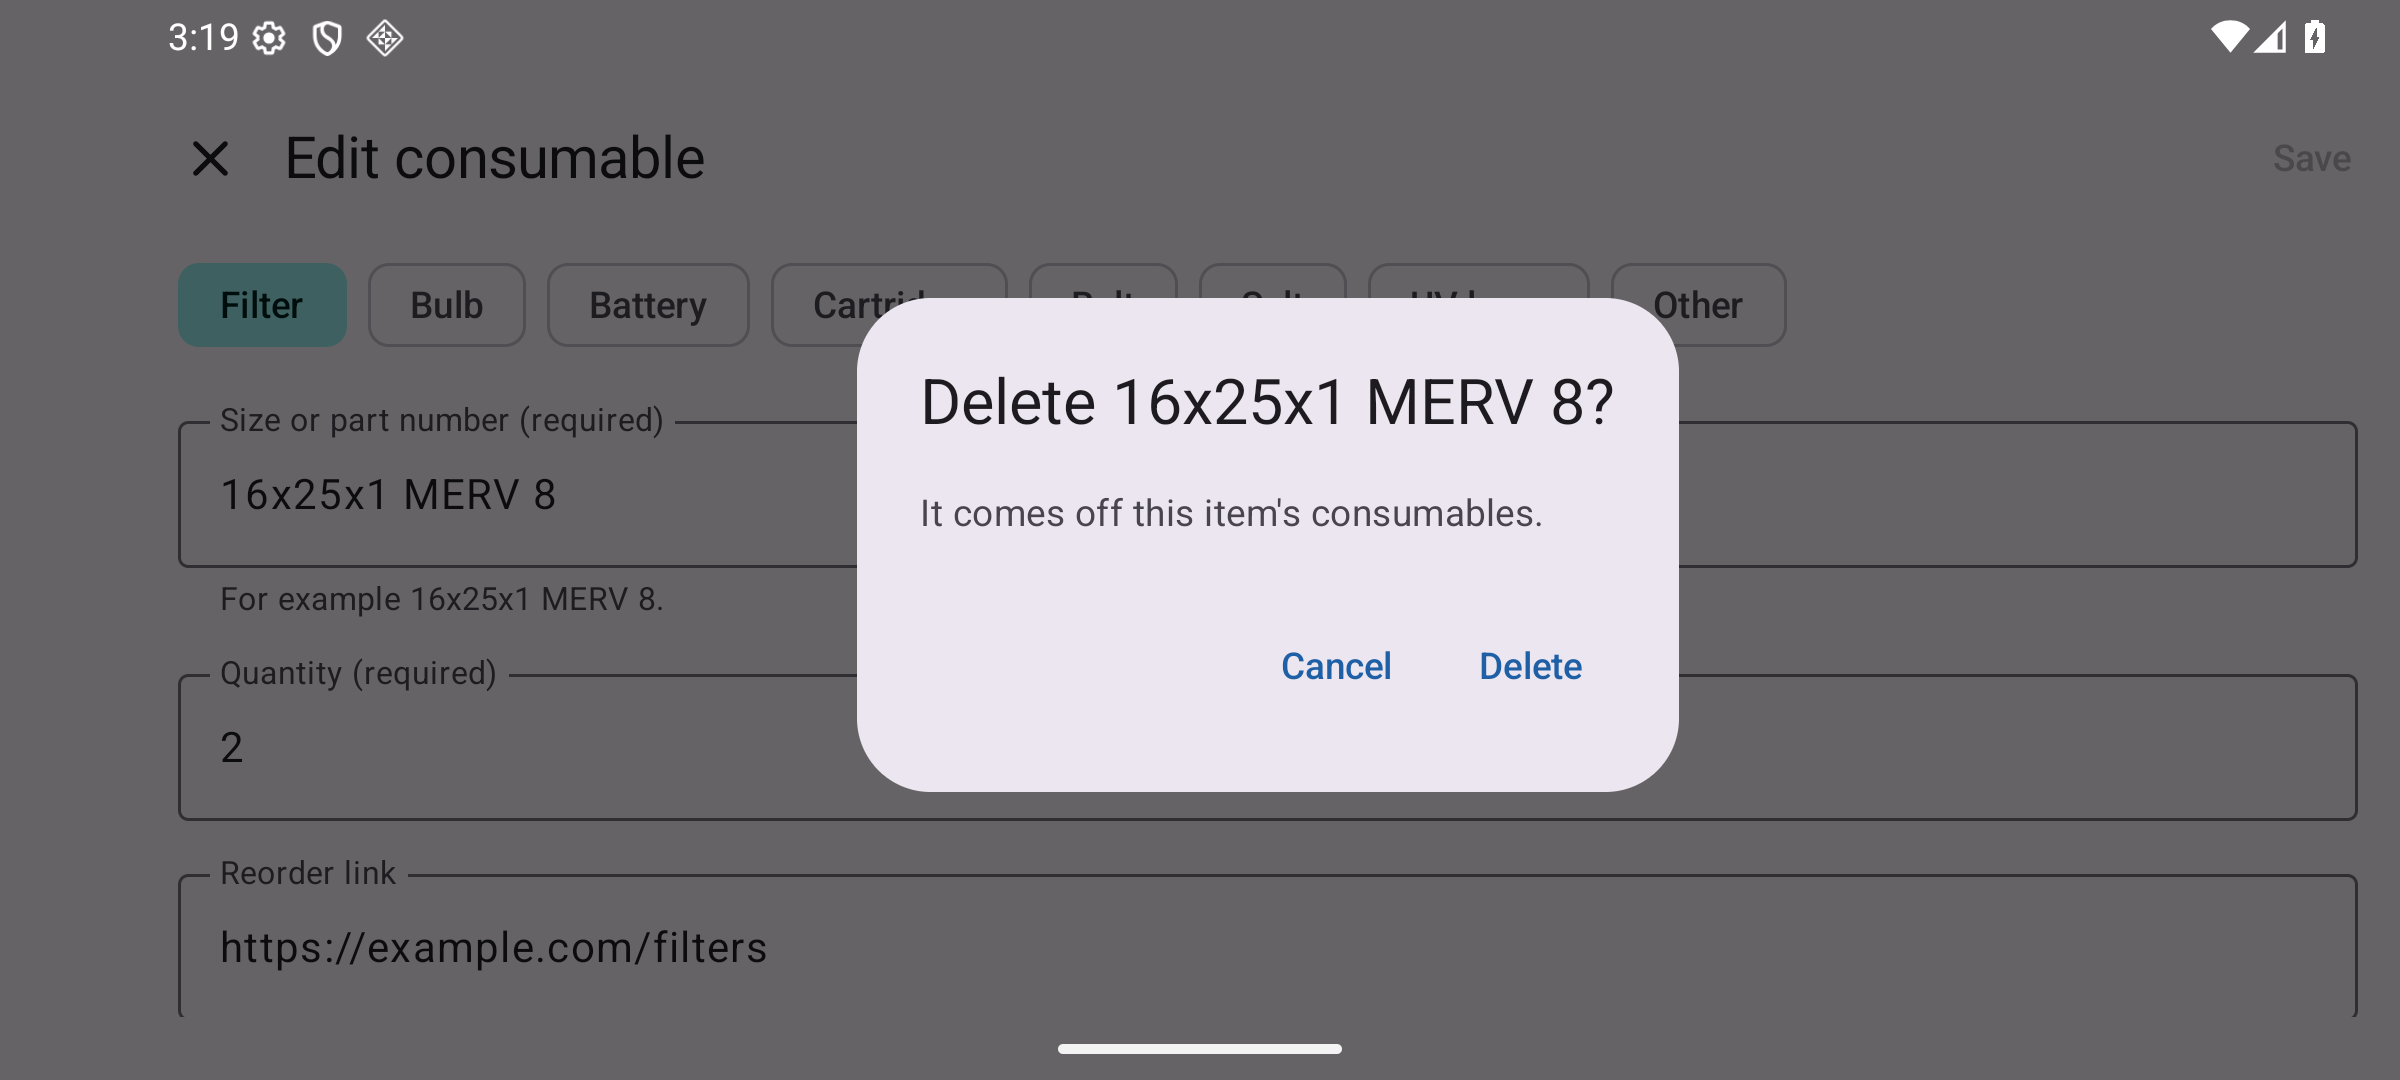 3:19
Edit consumable
Save
Filter
Bulb
Battery
Other
Delete 16x25x1 MERV 8?
It comes off this item's consumables.
Cancel
Delete
Size or part number (required)
16x25x1 MERV 8
For example 16x25x1 MERV 8.
Quantity (required)
2
Reorder link
https://example.com/filters